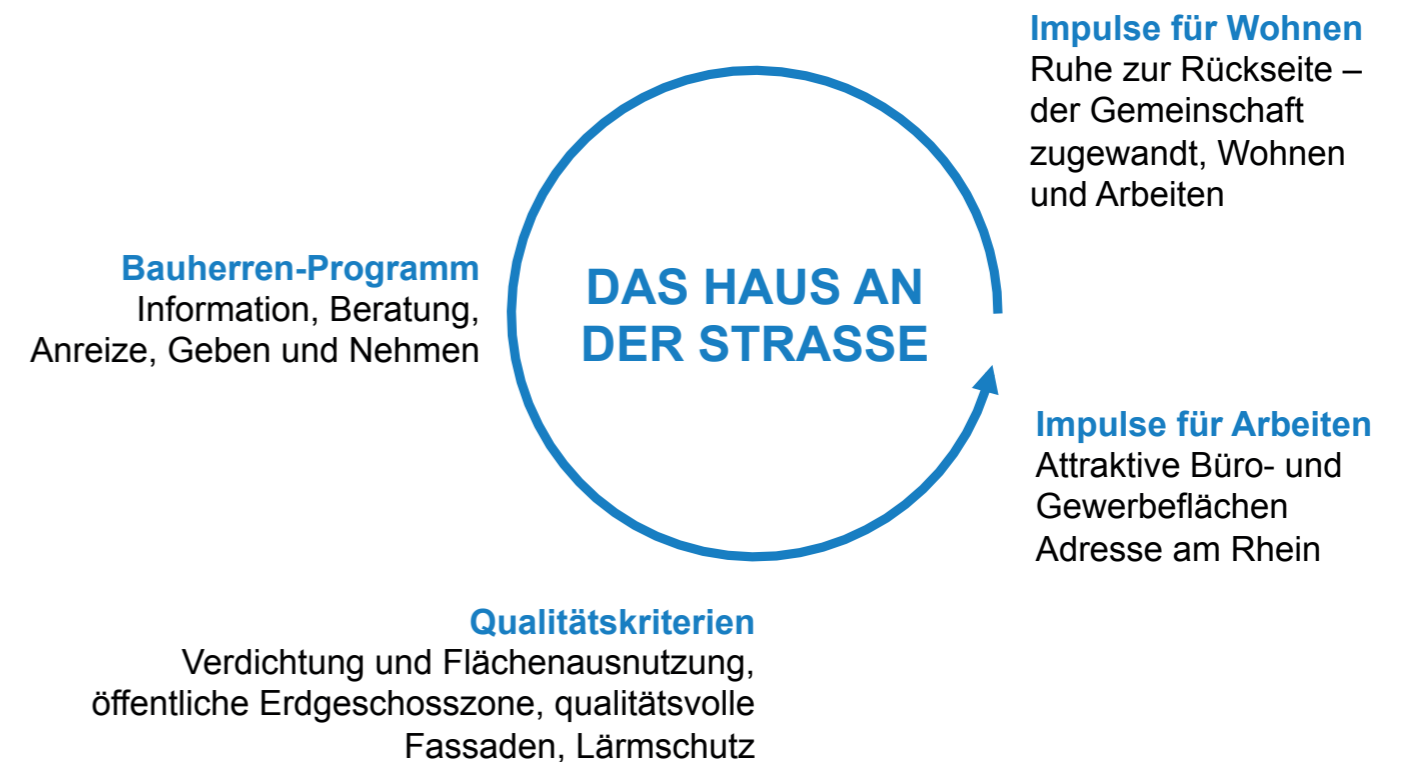 Impulse für Wohnen
Ruhe zur Rückseite –
der Gemeinschaft
zugewandt, Wohnen
und Arbeiten
Bauherren-Programm
Information, Beratung,
Anreize, Geben und Nehmen
DAS HAUS AN
DER STRASSE
Impulse für Arbeiten
Attraktive Büro- und
Gewerbeflächen
Adresse am Rhein
Qualitätskriterien
Verdichtung und Flächenausnutzung,
öffentliche Erdgeschosszone, qualitätsvolle
Fassaden, Lärmschutz